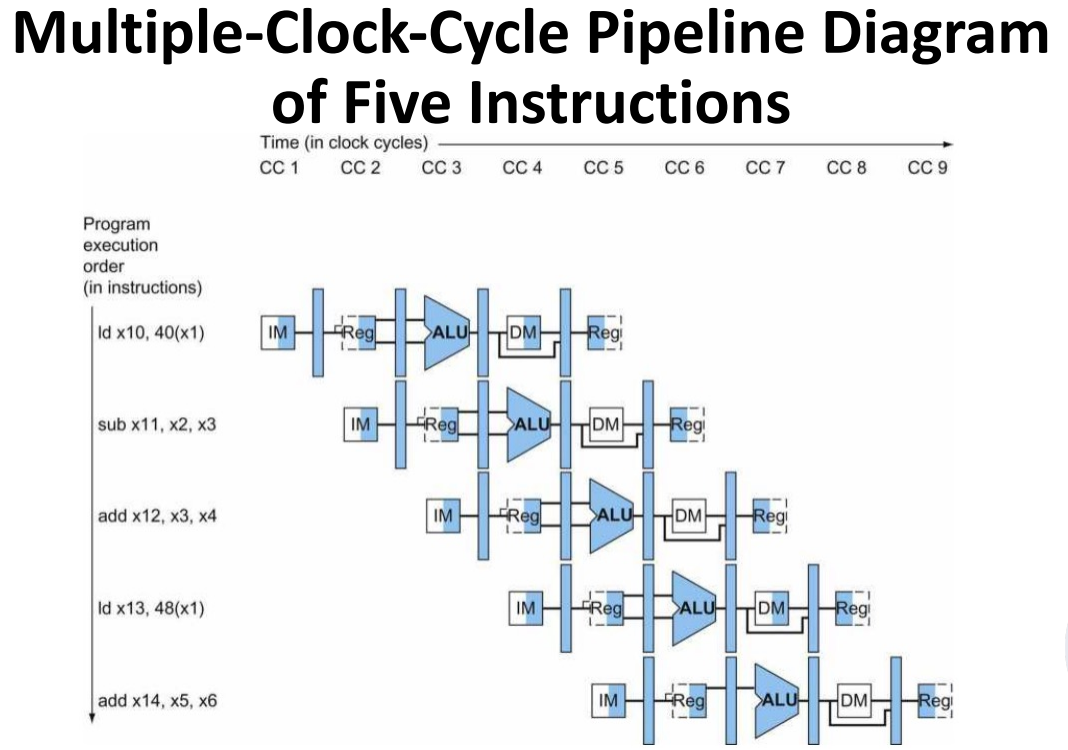 Multiple-Clock-Cycle Pipeline Diagram
of Five Instructions
Time (in clock cycles)
CC 1 CC 2 CC 3 CC 4 CC 5 CC 6 CC 7 CC 8 CC 9
Program
execution
order
(in instructions)
ld x10, 40(x1) IM Reg ALU DM Reg
sub x11, x2, x3 IM Reg ALU DM Reg
add x12, x3, x4 IM Reg ALU DM Reg
ld x13, 48(x1) IM Reg ALU DM Reg
add x14, x5, x6 IM Reg ALU DM Reg